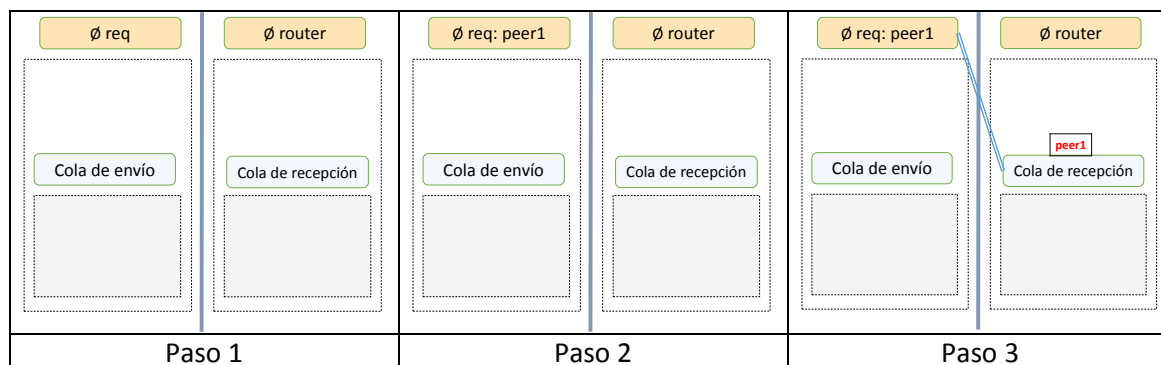 Ø req
Ø router
Cola de envío
Cola de recepción
Paso 1
Ø req: peer1
Ø router
Cola de envío
Cola de recepción
Paso 2
Ø req: peer1
Ø router
peer1
Cola de envío
Cola de recepción
Paso 3